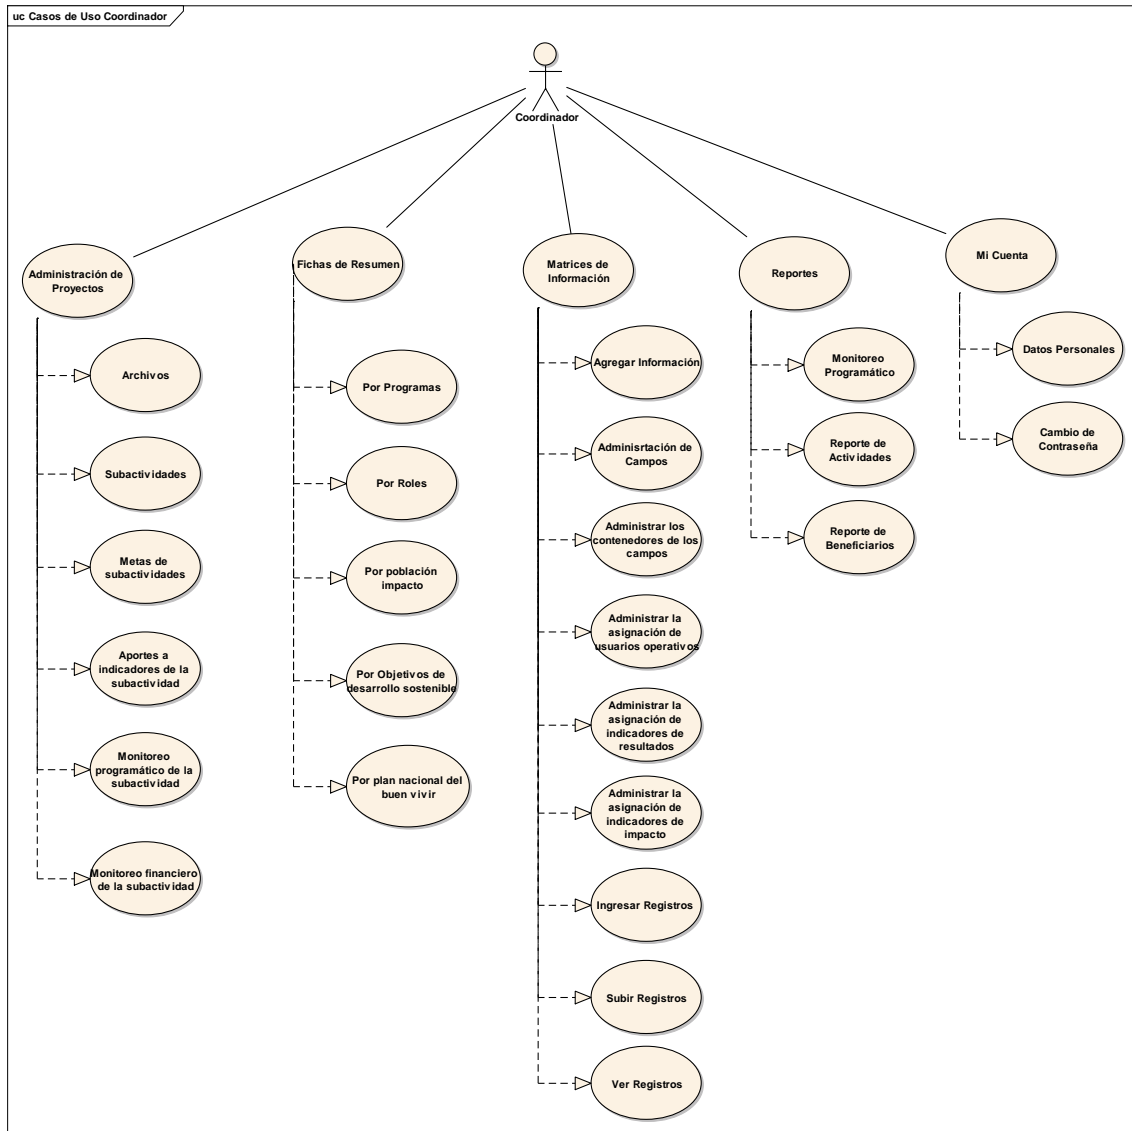 uc Casos de Uso Coordinador
Coordinador
Administración de
Proyectos
Archivos
Subactividades
Metas de
subactividades
Aportes a
indicadores de la
subactividad
Monitoreo
programático de la
subactividad
Monitoreo financiero
de la subactividad
Fichas de Resumen
Por Programas
Por Roles
Por población
impacto
Por Objetivos de
desarrollo sostenible
Por plan nacional del
buen vivir
Matrices de
Información
Agregar Información
Adminisrtación de
Campos
Administrar los
contenedores de los
campos
Administrar la
asignación de
usuarios operativos
Administrar la
asignación de
indicadores de
resultados
Administrar la
asignación de
indicadores de
impacto
Ingresar Registros
Subir Registros
Ver Registros
Reportes
Monitoreo
Programático
Reporte de
Actividades
Reporte de
Beneficiarios
Mi Cuenta
Datos Personales
Cambio de
Contraseña